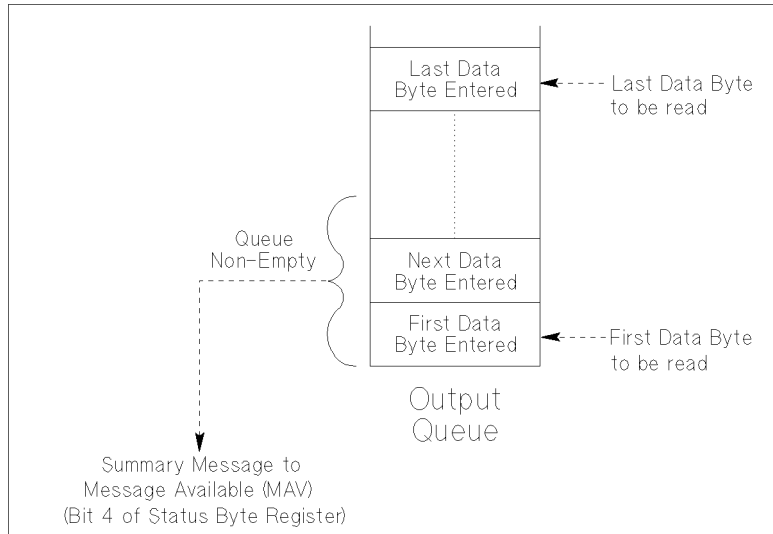 Last Data
Byte Entered
Last Data Byte
to be read
Queue
Non-Empty
Next Data
Byte Entered
First Data
Byte Entered
First Data Byte
to be read
Output
Queue
Summary Message to
Message Available (MAV)
(Bit 4 of Status Byte Register)